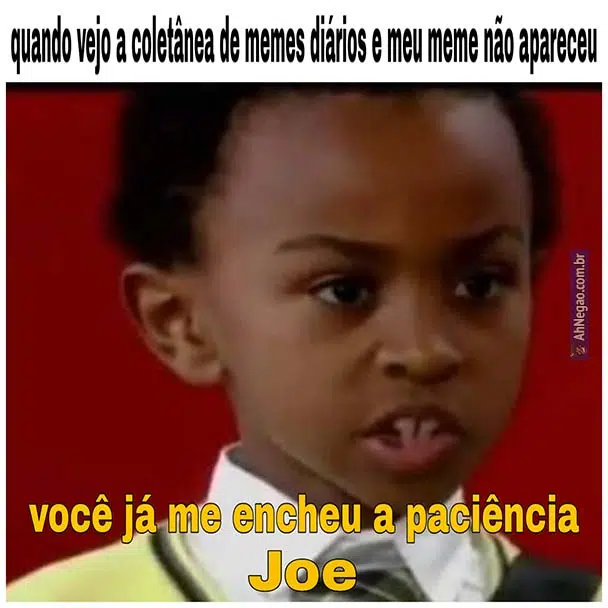 quando vejo a coletânea de memes diários e meu meme não apareceu
AhNegao.com.br
você já me encheu a paciência
Joe